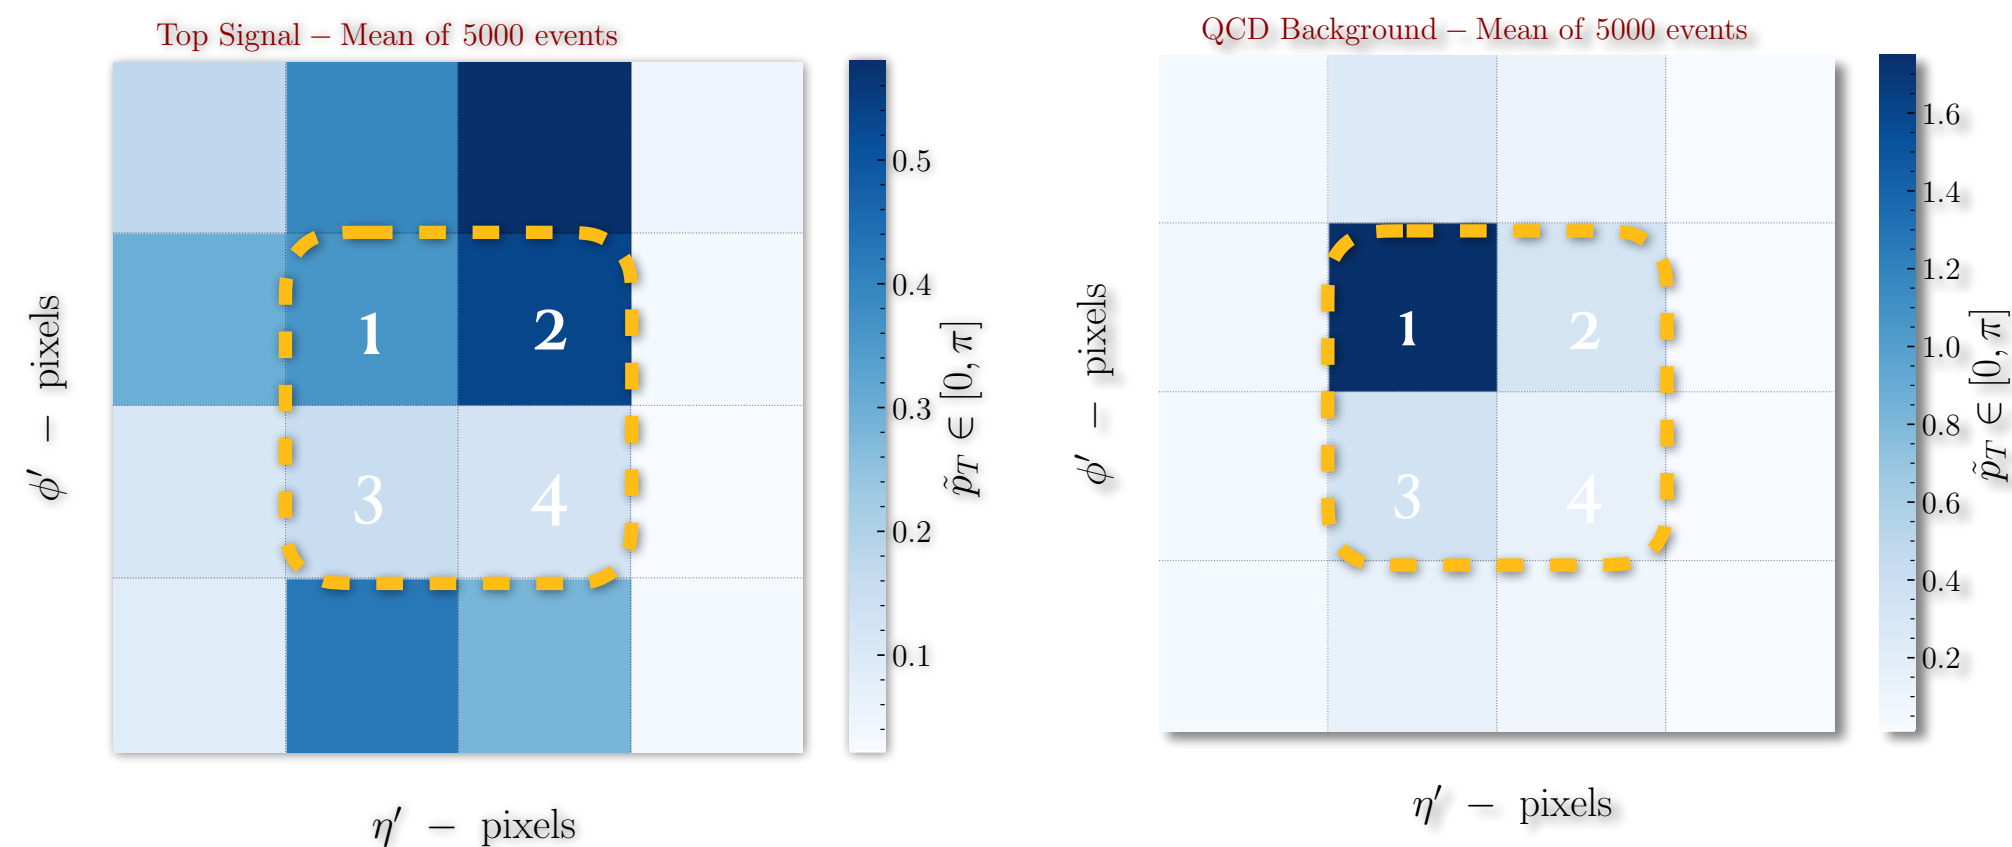 Top Signal – Mean of 5000 events
ϕ′ − pixels
1
2
3
4
η′ − pixels
0.5
0.4
0.3
0.2
0.1
p̃_T ∈ [0, π]
QCD Background – Mean of 5000 events
ϕ′ − pixels
1
2
3
4
η′ − pixels
1.6
1.4
1.2
1.0
0.8
0.6
0.4
0.2
p̃_T ∈ [0, π]